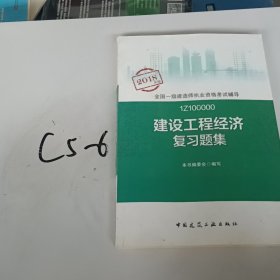 2018
全国一级建造师执业资格考试辅导
1Z100000
建设工程经济
复习题集
本书编委会 编写
中国建筑工业出版社
C5-6